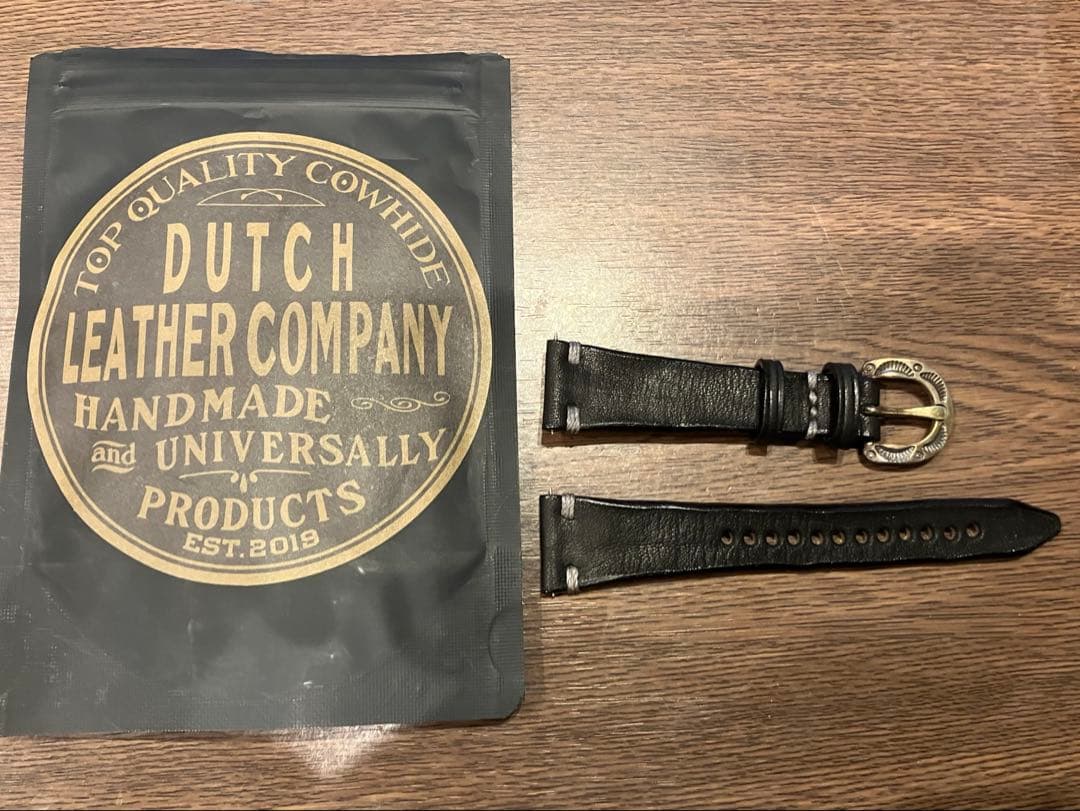 TOP QUALITY COWHIDE
DUTCH
LEATHER COMPANY
HANDMADE
and UNIVERSALLY
PRODUCTS
EST.2019